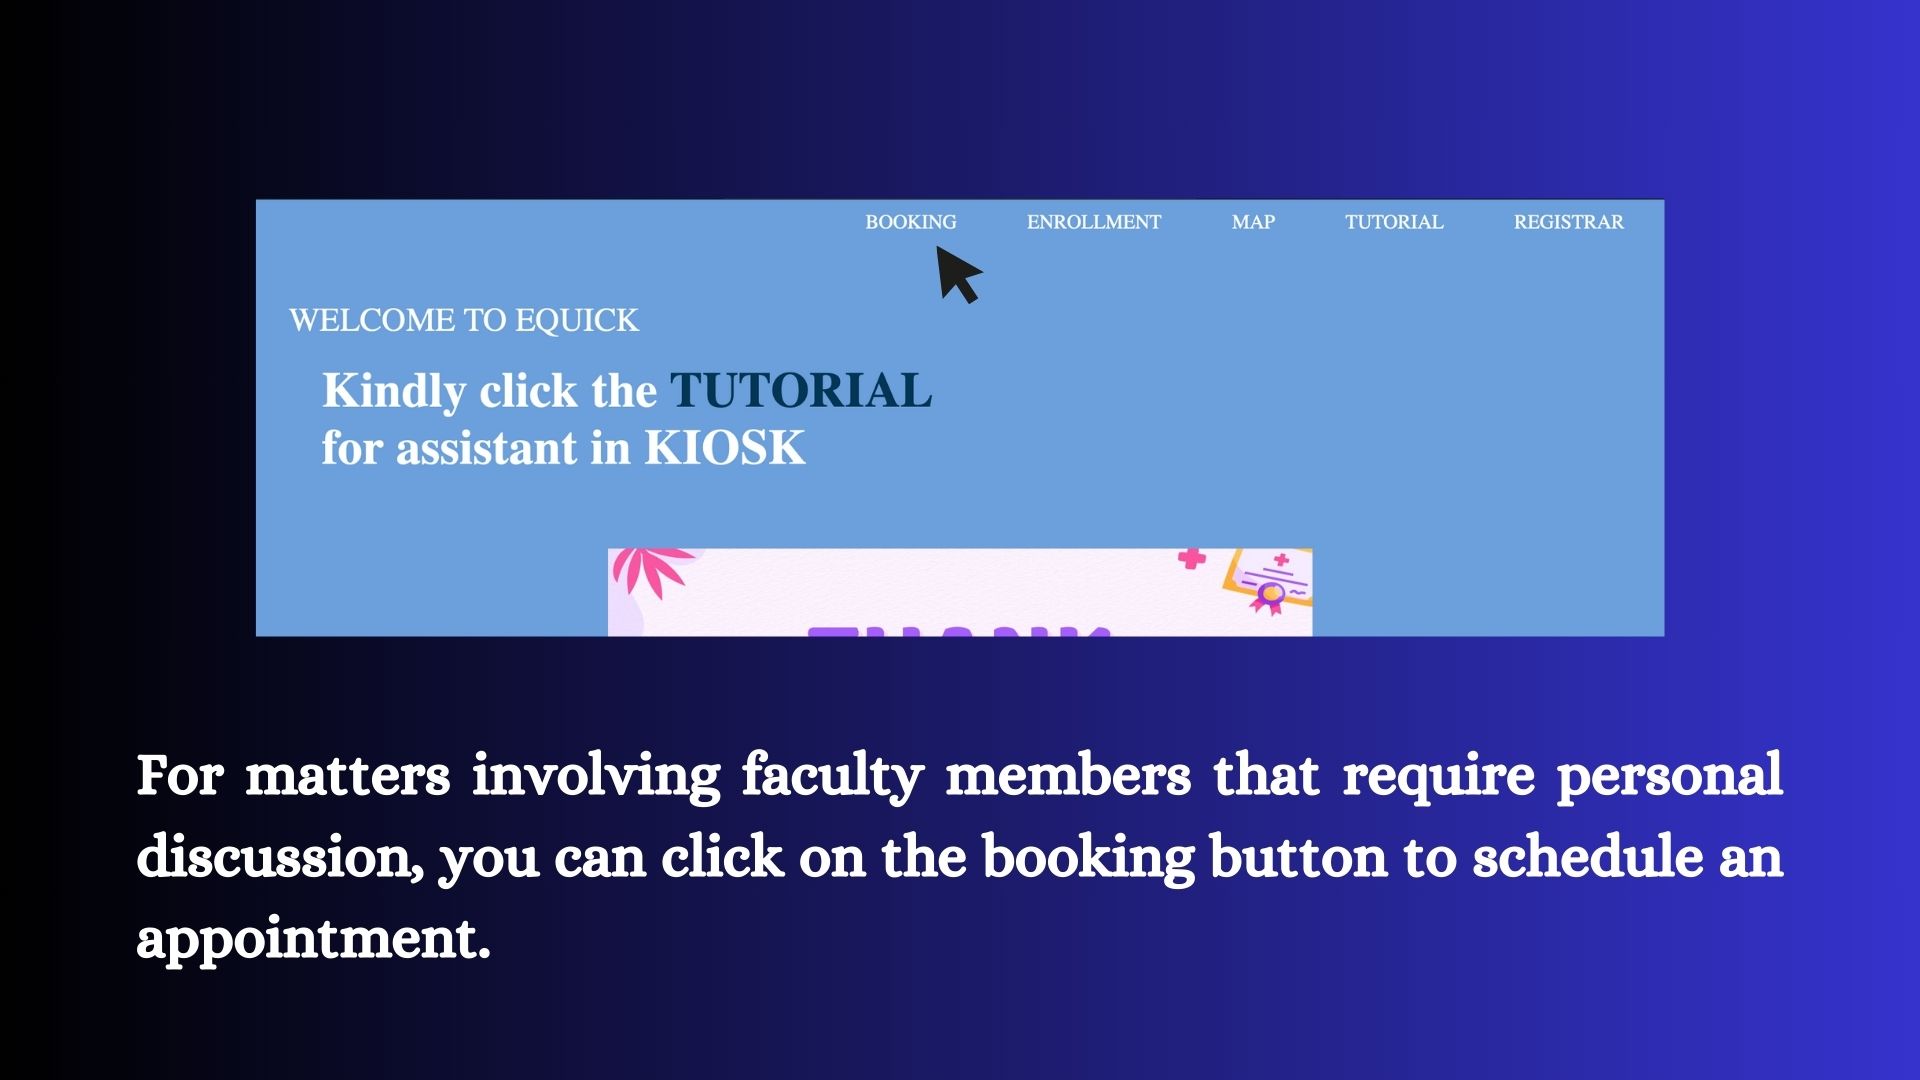 BOOKING ENROLLMENT MAP TUTORIAL REGISTRAR
WELCOME TO EQUICK
Kindly click the TUTORIAL
for assistant in KIOSK
THANK
For matters involving faculty members that require personal
discussion, you can click on the booking button to schedule an
appointment.